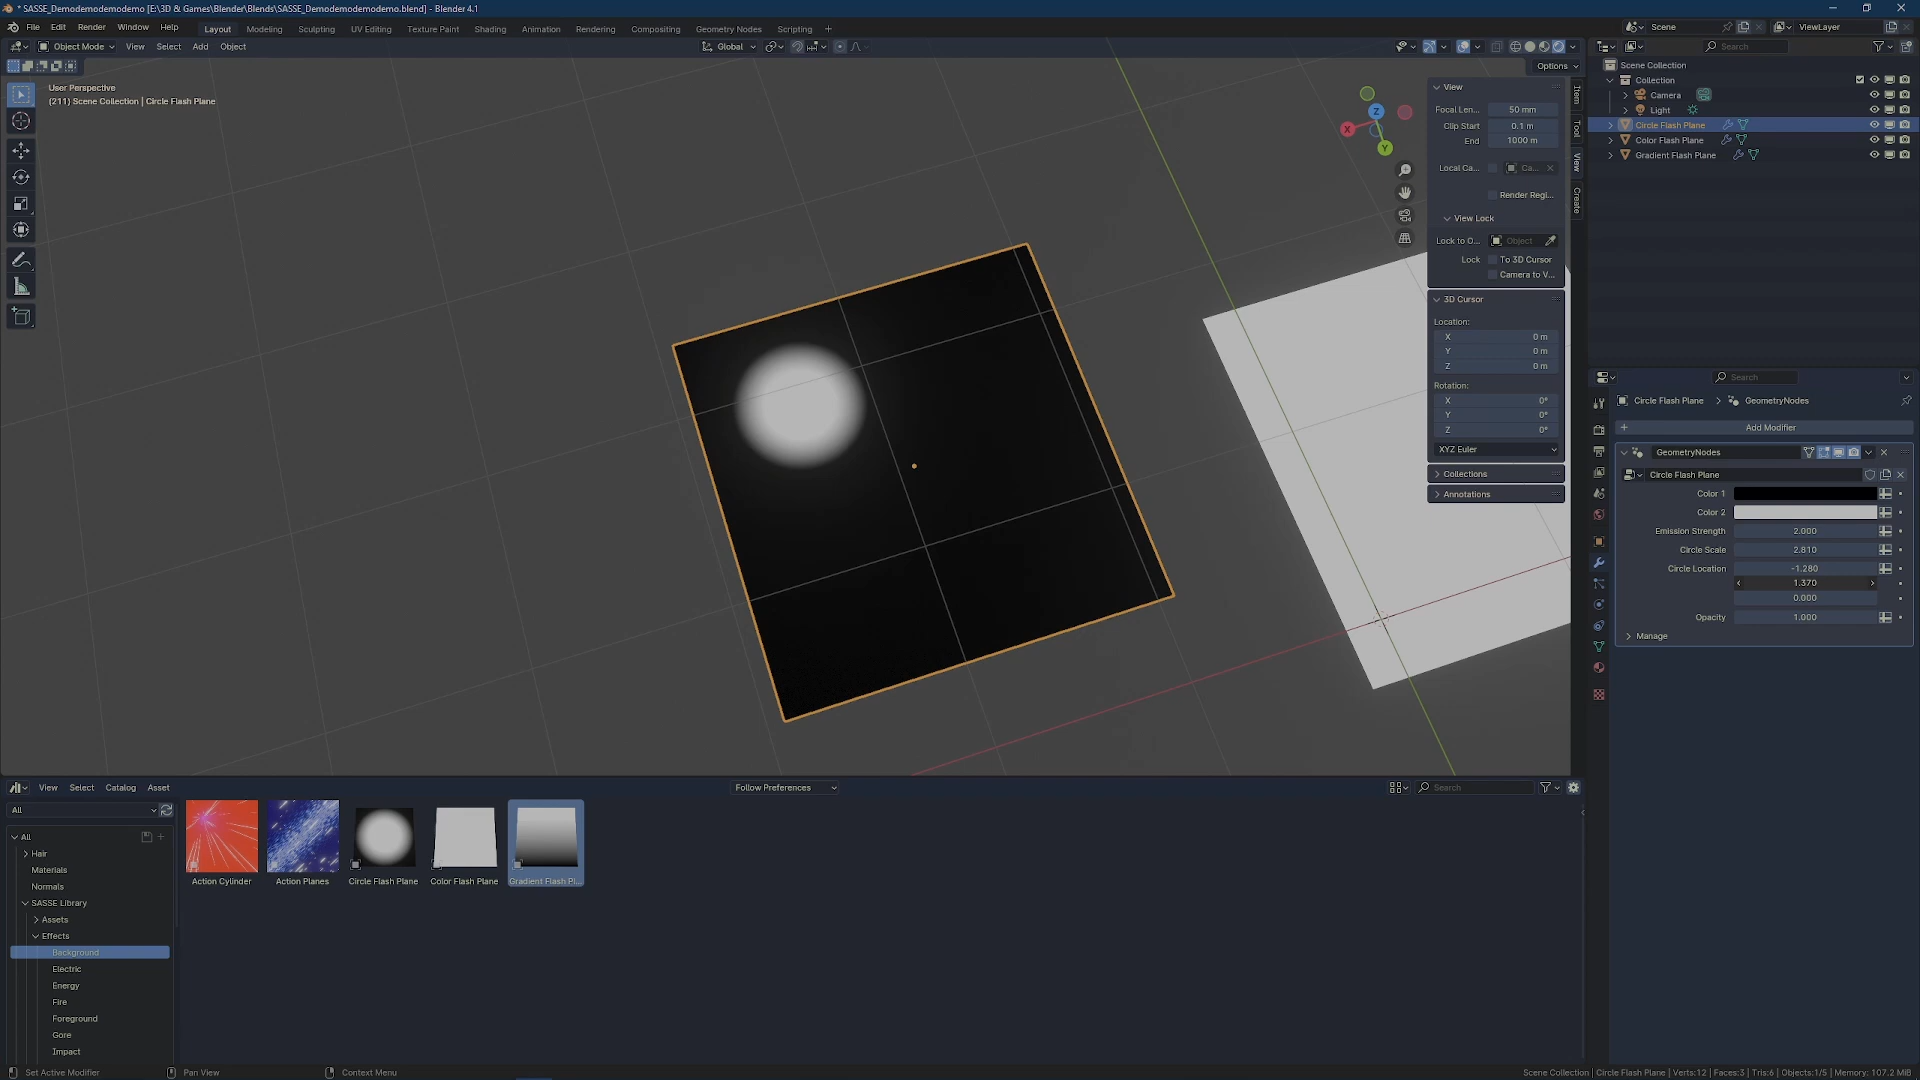 * SASSE_Demodemodemodemo [E:\3D & Games\Blender\Blends\SASSE_Demodemodemodemo.blend] - Blender 4.1
File Edit Render Window Help Layout Modeling Sculpting UV Editing Texture Paint Shading Animation Rendering Compositing Geometry Nodes Scripting + Scene ViewLayer
Object Mode View Select Add Object Global Search
Options
User Perspective
(211) Scene Collection | Circle Flash Plane
Z
X
Y
View
Focal Len... 50 mm
Clip Start 0.1 m
End 1000 m
Local Ca... Ca...
Render Regi...
View Lock
Lock to O... Object
Lock To 3D Cursor
Camera to V...
3D Cursor
Location:
X 0 m
Y 0 m
Z 0 m
Rotation:
X 0°
Y 0°
Z 0°
XYZ Euler
Collections
Annotations
Item
Tool
View
Create
Scene Collection
Collection
Camera
Light
Circle Flash Plane
Color Flash Plane
Gradient Flash Plane
Search
Circle Flash Plane > GeometryNodes
+ Add Modifier
GeometryNodes
Circle Flash Plane
Color 1
Color 2
Emission Strength 2.000
Circle Scale 2.810
Circle Location -1.280
< 1.370 >
0.000
Opacity 1.000
Manage
View Select Catalog Asset Follow Preferences Search
All
All
Hair
Materials
Normals
SASSE Library
Assets
Effects
Background
Electric
Energy
Fire
Foreground
Gore
Impact
Action Cylinder Action Planes Circle Flash Plane Color Flash Plane Gradient Flash Pl...
Set Active Modifier Pan View Context Menu Scene Collection | Circle Flash Plane | Verts:12 | Faces:3 | Tris:6 | Objects:1/5 | Memory: 107.2 MiB